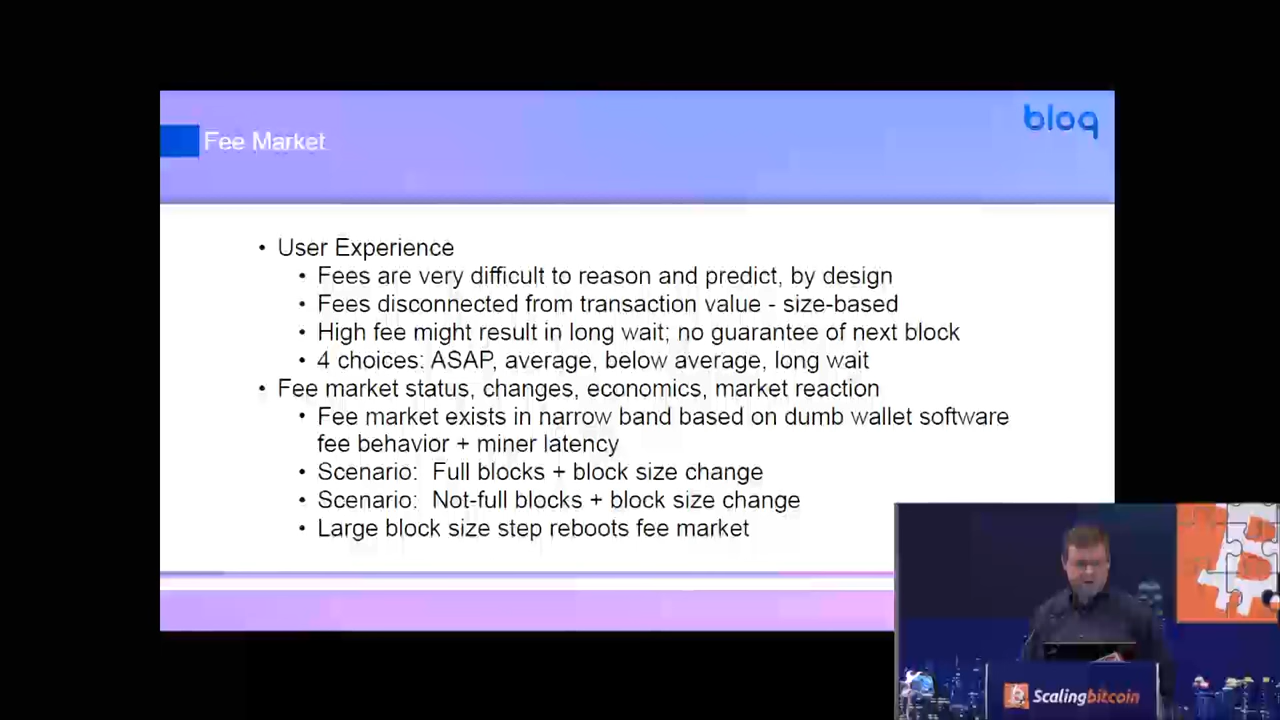 bloq
Fee Market
• User Experience
• Fees are very difficult to reason and predict, by design
• Fees disconnected from transaction value - size-based
• High fee might result in long wait; no guarantee of next block
• 4 choices: ASAP, average, below average, long wait
• Fee market status, changes, economics, market reaction
• Fee market exists in narrow band based on dumb wallet software
fee behavior + miner latency
• Scenario: Full blocks + block size change
• Scenario: Not-full blocks + block size change
• Large block size step reboots fee market
Scalingbitcoin